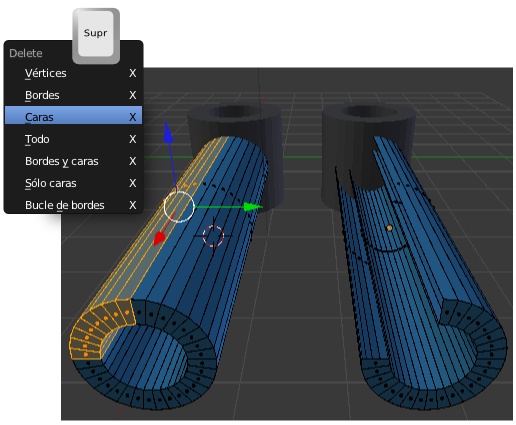 Supr
Delete
Vértices X
Bordes X
Caras X
Todo X
Bordes y caras X
Sólo caras X
Bucle de bordes X